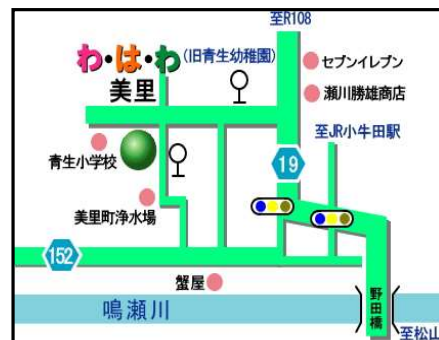 至R108
わ・は・わ
(旧青生幼稚園)
美里
セブンイレブン
瀬川勝雄商店
至JR小牛田駅
青生小学校
19
美里町浄水場
152
蟹屋
鳴瀬川
野田橋
至松山